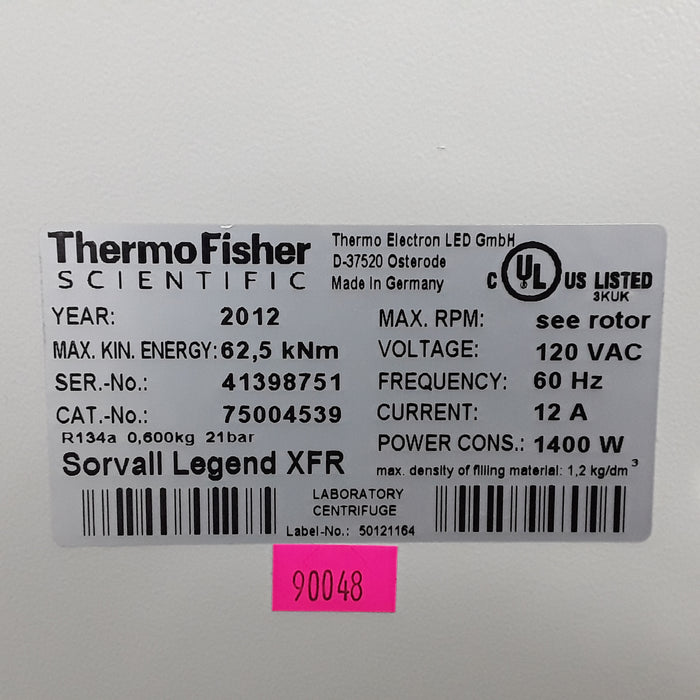 ThermoFisher
SCIENTIFIC
Thermo Electron LED GmbH
D-37520 Osterode
Made In Germany
C UL US LISTED
3KUK
YEAR: 2012
MAX. KIN. ENERGY: 62,5 kNm
SER.-No.: 41398751
CAT.-No.: 75004539
R134a 0,600kg 21bar
Sorvall Legend XFR
MAX. RPM: see rotor
VOLTAGE: 120 VAC
FREQUENCY: 60 Hz
CURRENT: 12 A
POWER CONS.: 1400 W
max. density of filling material: 1,2 kg/dm³
LABORATORY
CENTRIFUGE
Label-No.: 50121164
90048